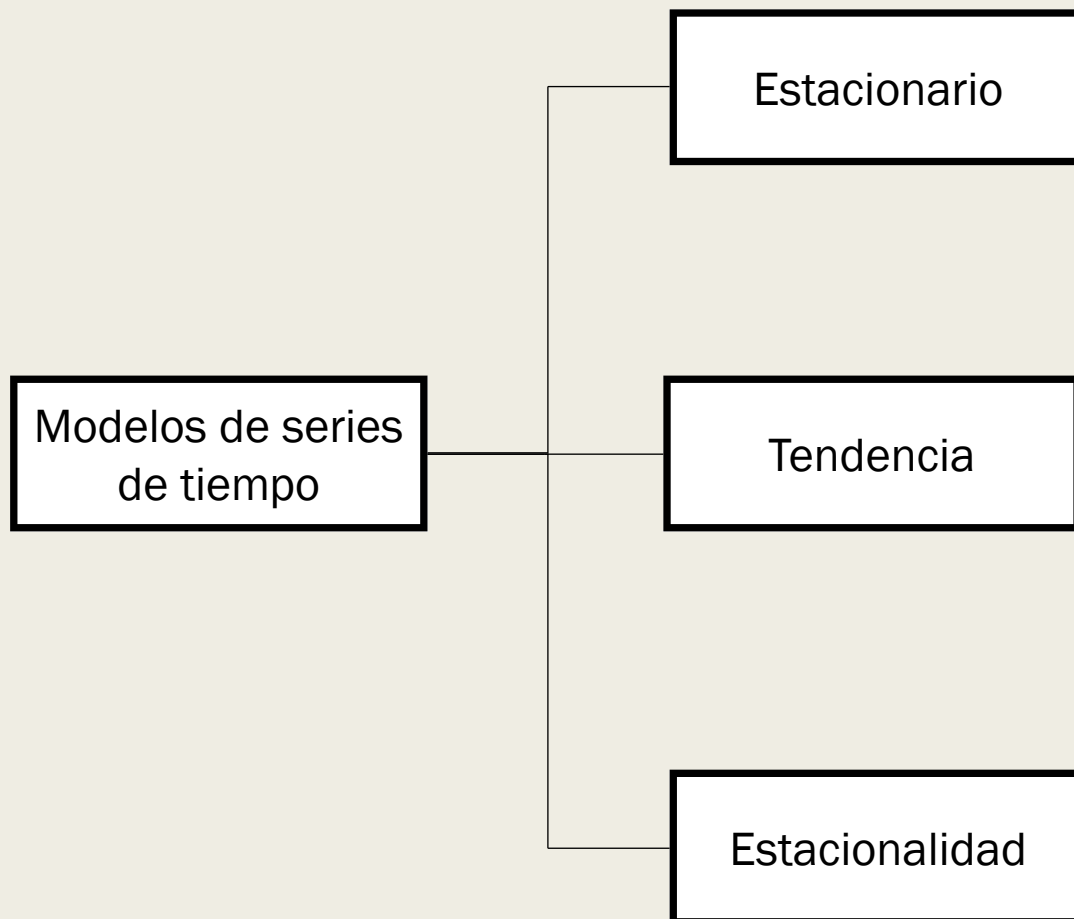 Estacionario
Modelos de series
de tiempo
Tendencia
Estacionalidad